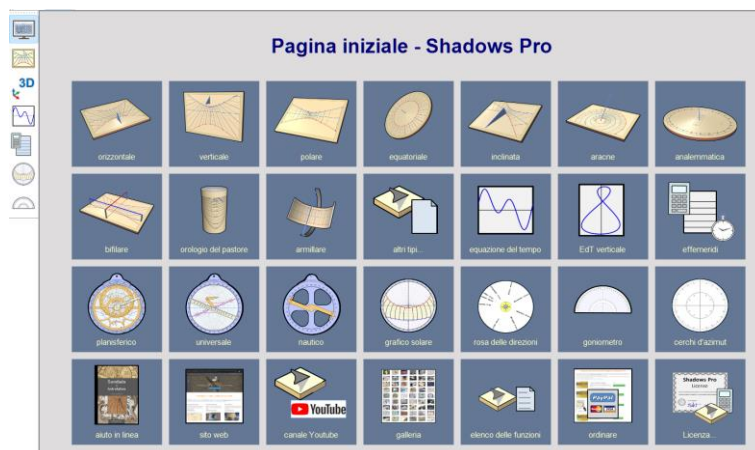 Pagina iniziale - Shadows Pro
3D
orizzontale
verticale
polare
equatoriale
inclinata
aracne
analemmatica
bifilare
orologio del pastore
armillare
altri tipi...
equazione del tempo
EdT verticale
effemeridi
planisferico
universale
nautico
grafico solare
rosa delle direzioni
goniometro
cerchi d'azimut
YouTube
PayPal
Shadows Pro
aiuto in linea
sito web
canale Youtube
galleria
elenco delle funzioni
ordinare
Licenza...